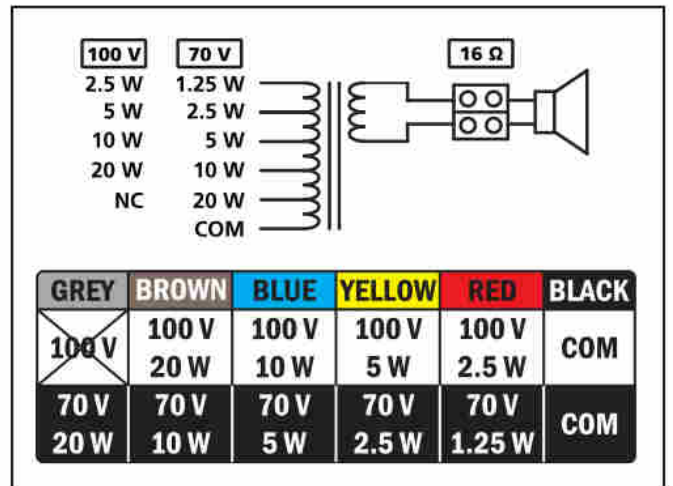 100 V 70 V 16 Ω
2.5 W 1.25 W
5 W 2.5 W
10 W 5 W
20 W 10 W
NC 20 W
COM
GREY BROWN BLUE YELLOW RED BLACK
100 V 100 V 100 V 100 V 100 V COM
20 W 10 W 5 W 2.5 W
70 V 70 V 70 V 70 V 70 V COM
20 W 10 W 5 W 2.5 W 1.25 W